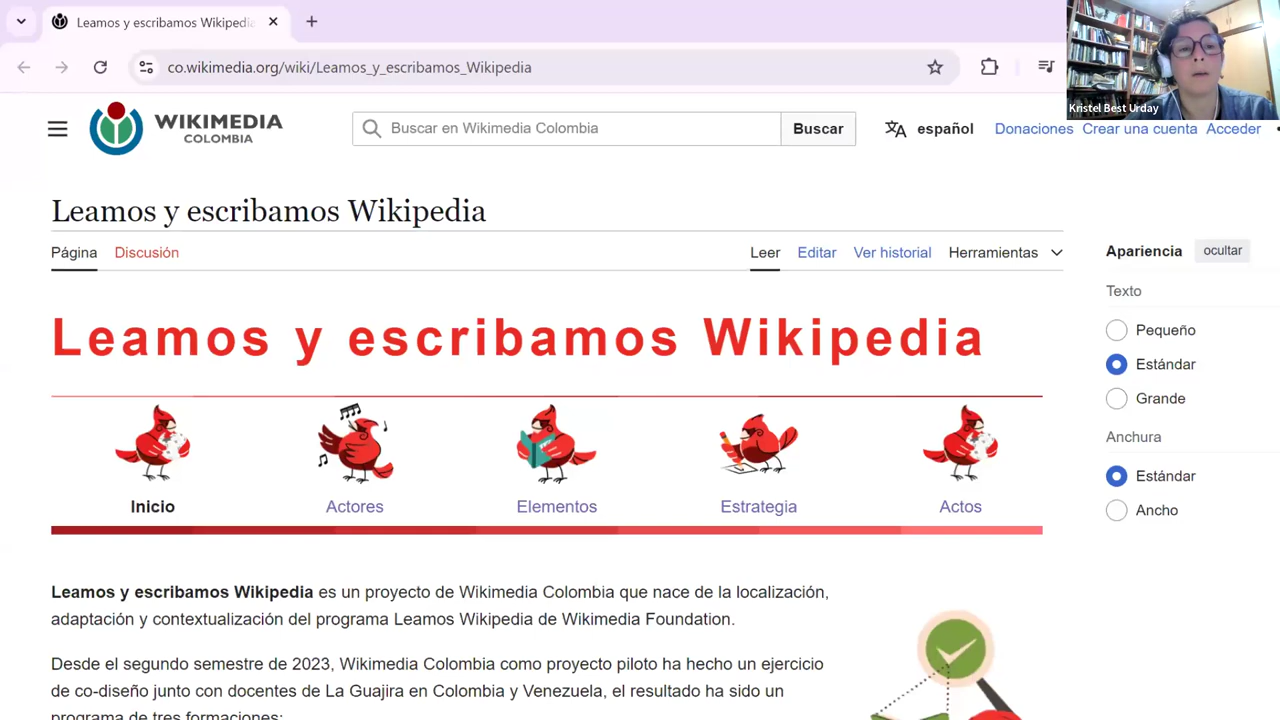 Leamos y escribamos Wikipedi
co.wikimedia.org/wiki/Leamos_y_escribamos_Wikipedia
Kristel Best Urday
WIKIMEDIA
COLOMBIA
Buscar en Wikimedia Colombia
Buscar
español
Donaciones Crear una cuenta Acceder
Leamos y escribamos Wikipedia
Página Discusión
Leer Editar Ver historial Herramientas
Leamos y escribamos Wikipedia
Inicio Actores Elementos Estrategia Actos
Leamos y escribamos Wikipedia es un proyecto de Wikimedia Colombia que nace de la localización,
adaptación y contextualización del programa Leamos Wikipedia de Wikimedia Foundation.
Desde el segundo semestre de 2023, Wikimedia Colombia como proyecto piloto ha hecho un ejercicio
de co-diseño junto con docentes de La Guajira en Colombia y Venezuela, el resultado ha sido un
programa de tres formaciones:
Apariencia ocultar
Texto
Pequeño
Estándar
Grande
Anchura
Estándar
Ancho